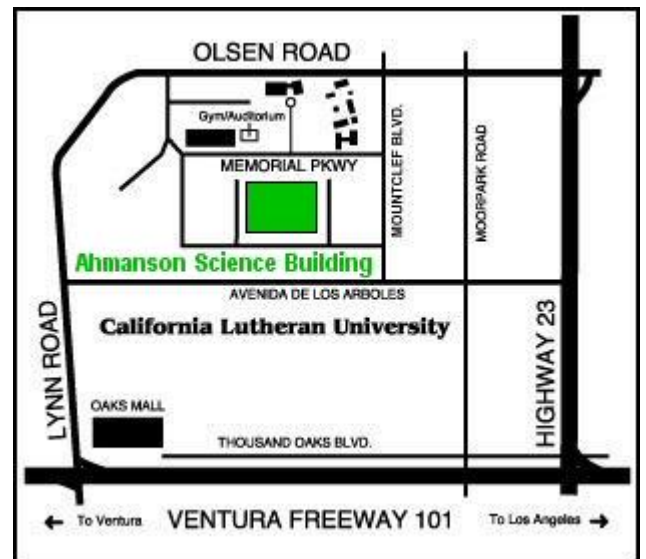 OLSEN ROAD
Gym/Auditorium
MEMORIAL PKWY
MOUNTCLEF BLVD.
MOORPARK ROAD
Ahmanson Science Building
AVENIDA DE LOS ARBOLES
California Lutheran University
LYNN ROAD
HIGHWAY 23
OAKS MALL
THOUSAND OAKS BLVD.
To Ventura
VENTURA FREEWAY 101
To Los Angeles